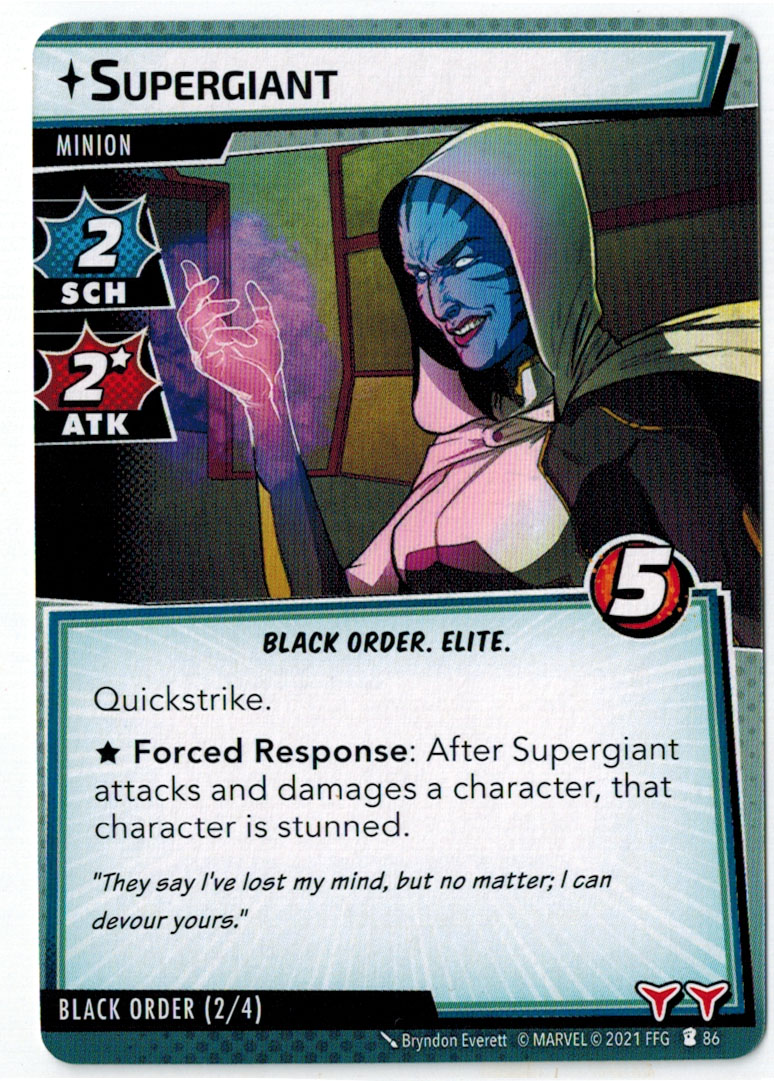 SUPERGIANT
MINION
2
SCH
2★
ATK
5
BLACK ORDER. ELITE.
Quickstrike.
★ Forced Response: After Supergiant
attacks and damages a character, that
character is stunned.
"They say I've lost my mind, but no matter; I can
devour yours."
BLACK ORDER (2/4)
Bryndon Everett © MARVEL © 2021 FFG 86